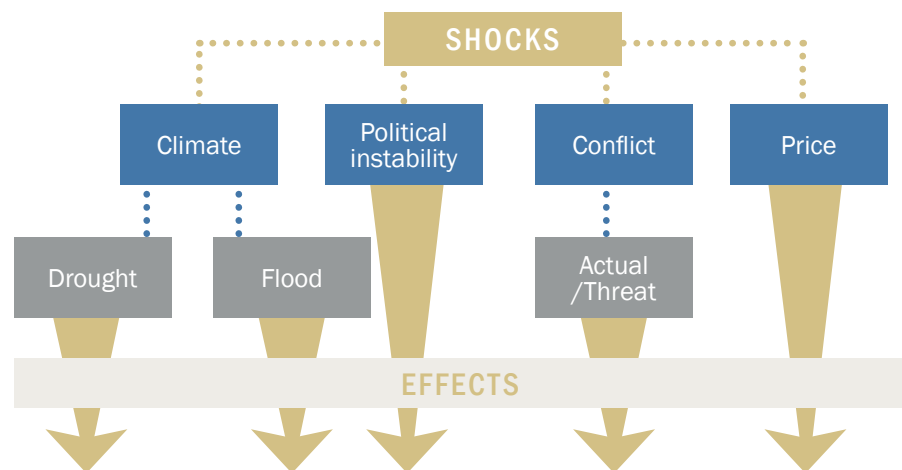 SHOCKS
Climate
Political
instability
Conflict
Price
Drought
Flood
Actual
/Threat
EFFECTS